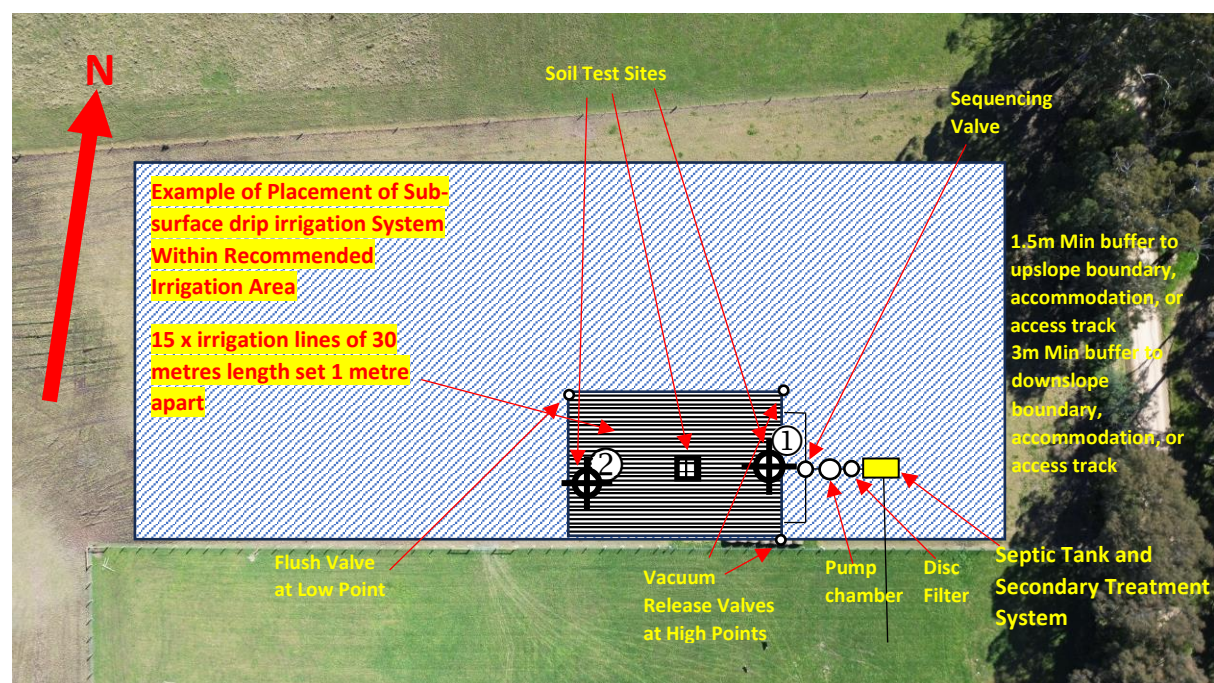 N
Soil Test Sites
Sequencing
Valve
Example of Placement of Sub-
surface drip irrigation System
Within Recommended
Irrigation Area
15 x irrigation lines of 30
metres length set 1 metre
apart
1.5m Min buffer to
upslope boundary,
accommodation, or
access track
3m Min buffer to
downslope
boundary,
accommodation, or
access track
1
2
Flush Valve
at Low Point
Vacuum
Release Valves
at High Points
Pump
chamber
Disc
Filter
Septic Tank and
Secondary Treatment
System